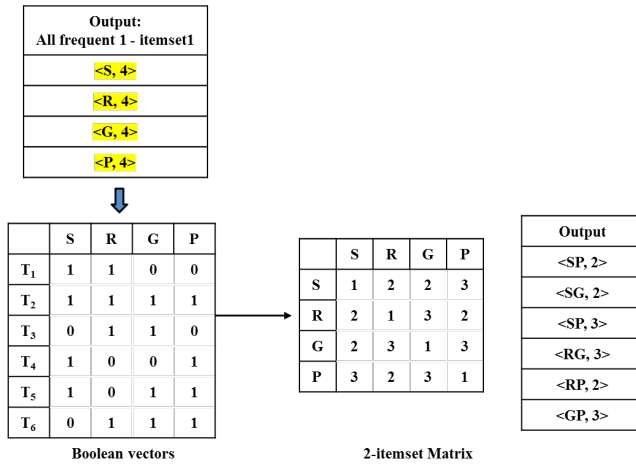 Output:
All frequent 1 - itemset1
<S, 4>
<R, 4>
<G, 4>
<P, 4>
S R G P
T₁ 1 1 0 0
T₂ 1 1 1 1
T₃ 0 1 1 0
T₄ 1 0 0 1
T₅ 1 0 1 1
T₆ 0 1 1 1
Boolean vectors
S R G P
S 1 2 2 3
R 2 1 3 2
G 2 3 1 3
P 3 2 3 1
2-itemset Matrix
Output
<SP, 2>
<SG, 2>
<SP, 3>
<RG, 3>
<RP, 2>
<GP, 3>